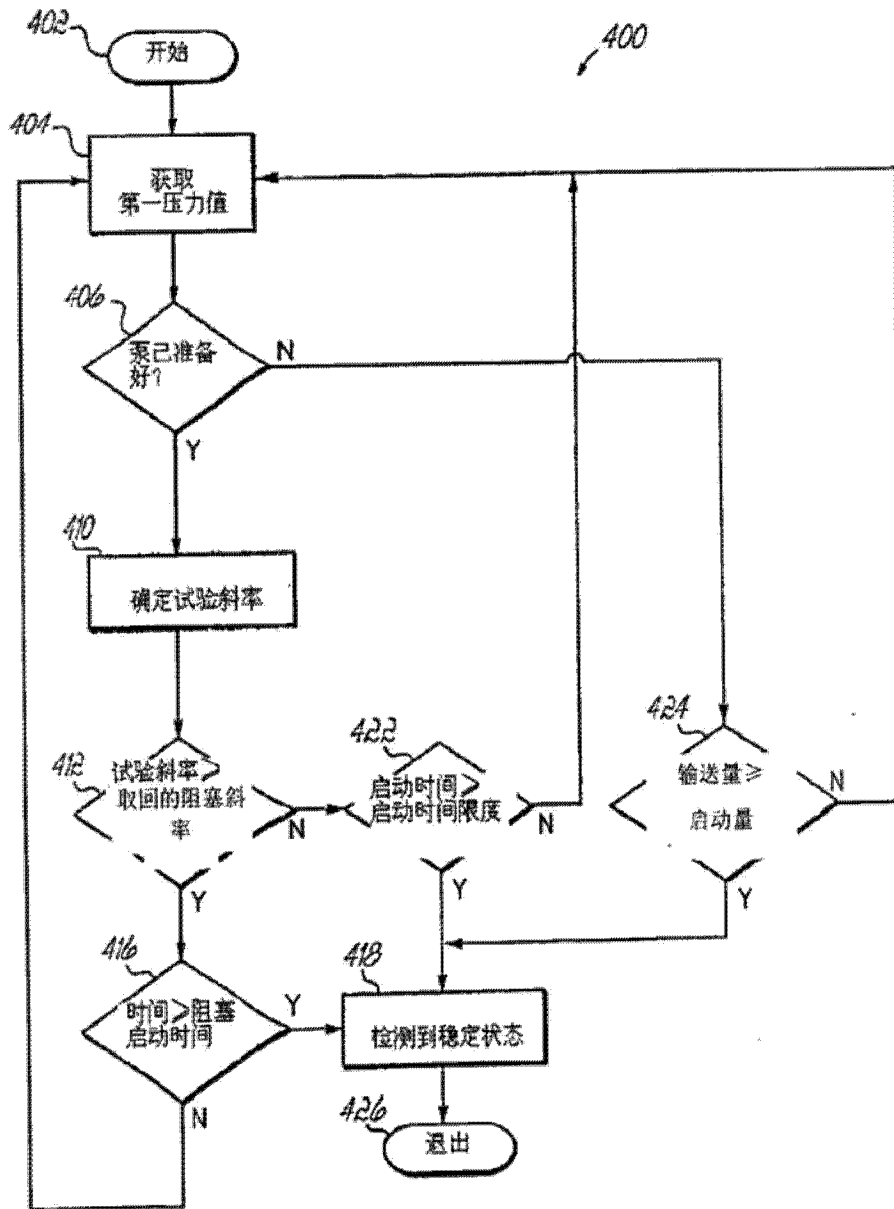 402
开始
400
404
获取
第一压力值
406
泵已准备
好?
N
Y
410
确定试验斜率
412
试验斜率≥
取回的阻塞斜
率
N
Y
422
启动时间≥
启动时间限度
N
Y
424
输送量≥
启动量
N
Y
416
时间≥阻塞
启动时间
Y
N
418
检测到稳定状态
426
退出